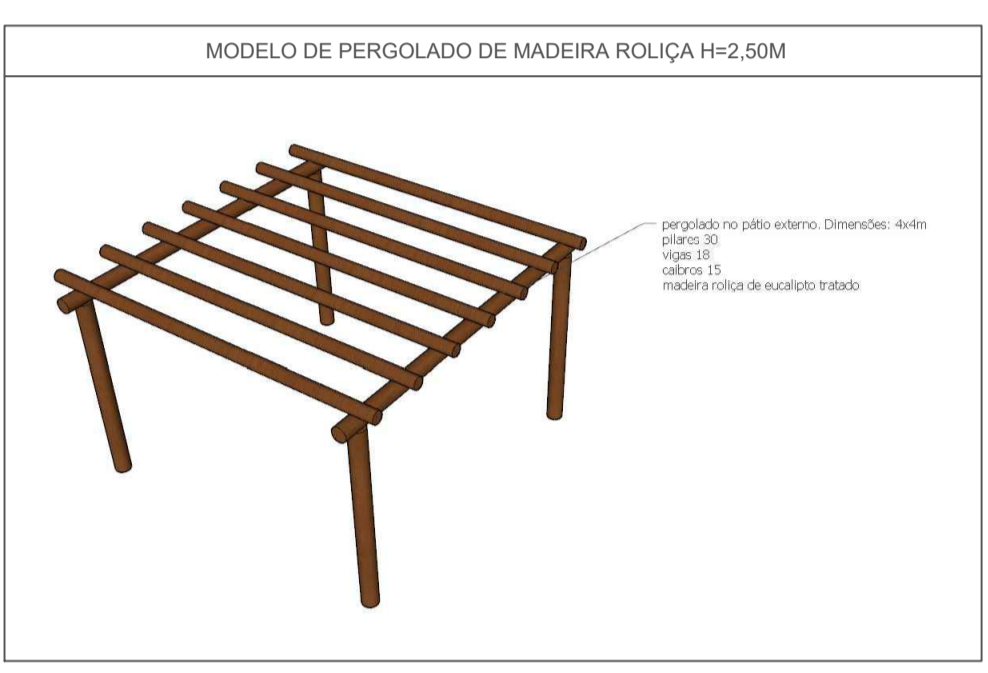 MODELO DE PERGOLADO DE MADEIRA ROLIÇA H=2,50M
pergolado no pátio externo. Dimensões: 4x4m
pilares 30
vigas 18
caibros 15
madeira roliça de eucalipto tratado